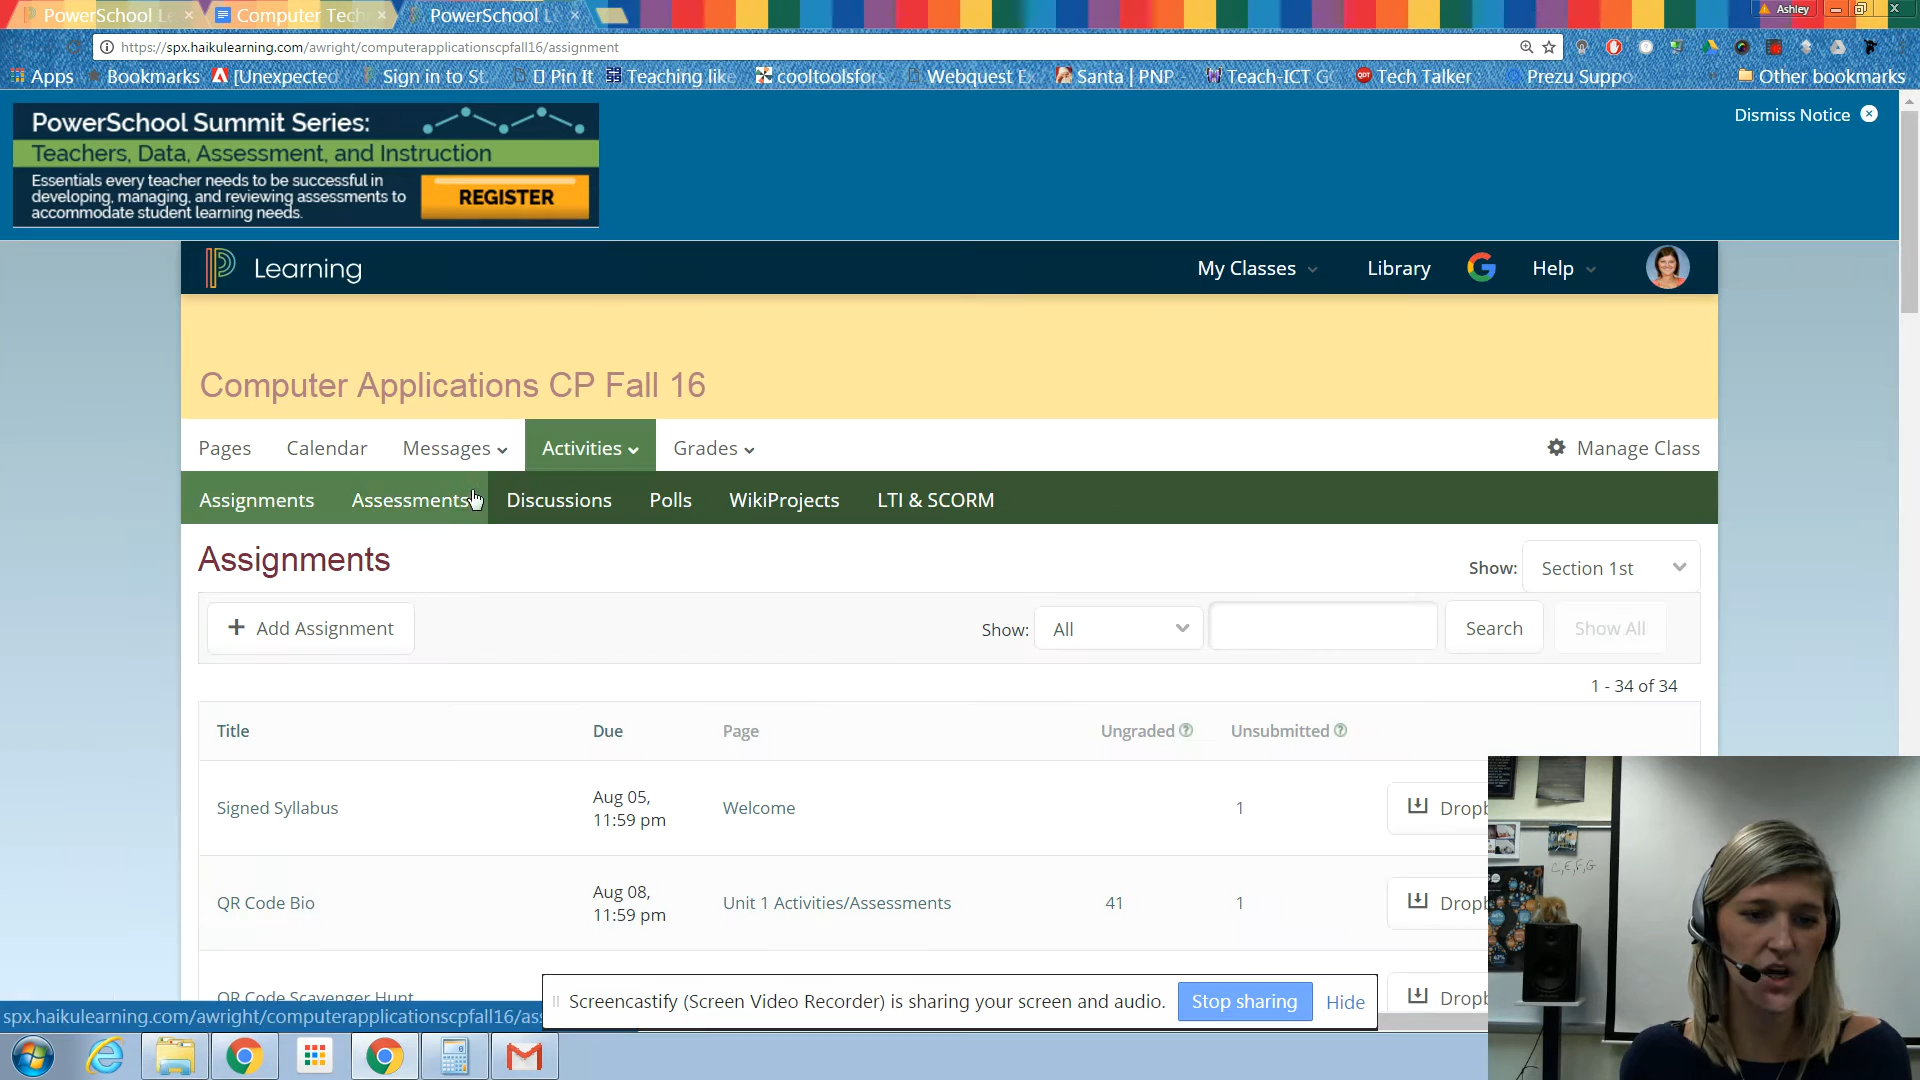 PowerSchool L
Computer Tech
PowerSchool L
Ashley
https://spx.haikulearning.com/awright/computerapplicationscpfall16/assignment
Apps
Bookmarks
[Unexpected
Sign in to St.
Pin It
Teaching like
cooltoolsfor
Webquest E
Santa | PNP
Teach-ICT G
Tech Talker
Prezu Suppo
Other bookmarks
PowerSchool Summit Series:
Teachers, Data, Assessment, and Instruction
Essentials every teacher needs to be successful in
developing, managing, and reviewing assessments to
accommodate student learning needs.
REGISTER
Dismiss Notice
Learning
My Classes
Library
Help
Computer Applications CP Fall 16
Pages
Calendar
Messages
Activities
Grades
Manage Class
Assignments
Assessments
Discussions
Polls
WikiProjects
LTI & SCORM
Assignments
Show:
Section 1st
+ Add Assignment
Show:
All
Search
Show All
1 - 34 of 34
Title
Due
Page
Ungraded
Unsubmitted
Signed Syllabus
Aug 05,
11:59 pm
Welcome
1
Dropb
QR Code Bio
Aug 08,
11:59 pm
Unit 1 Activities/Assessments
41
1
Dropb
QR Code Scavenger Hunt
Dropb
Screencastify (Screen Video Recorder) is sharing your screen and audio.
Stop sharing
Hide
spx.haikulearning.com/awright/computerapplicationscpfall16/ass
C,E,F,G